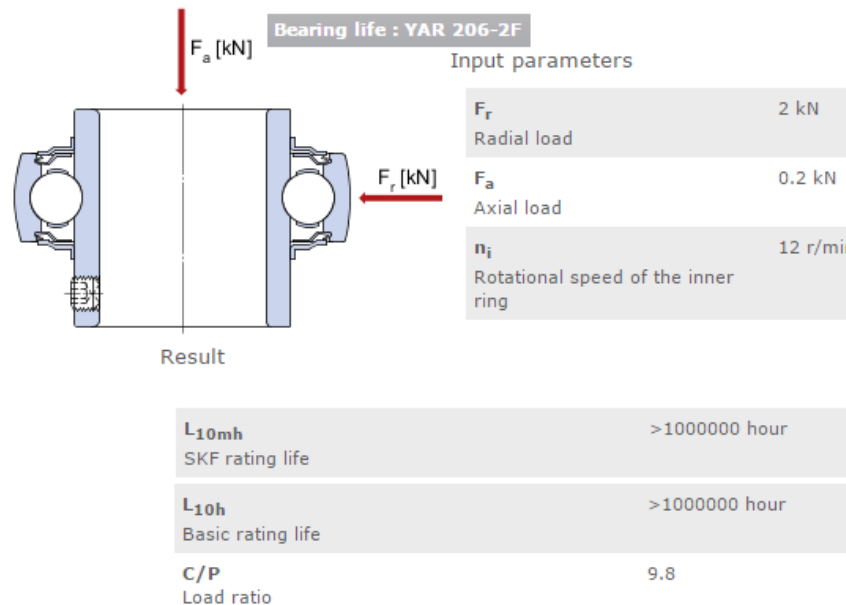 Bearing life : YAR 206-2F
Fa [kN]
Input parameters
Fr 2 kN
Radial load
Fr [kN]
Fa 0.2 kN
Axial load
ni 12 r/min
Rotational speed of the inner
ring
Result
L10mh >1000000 hour
SKF rating life
L10h >1000000 hour
Basic rating life
C/P 9.8
Load ratio